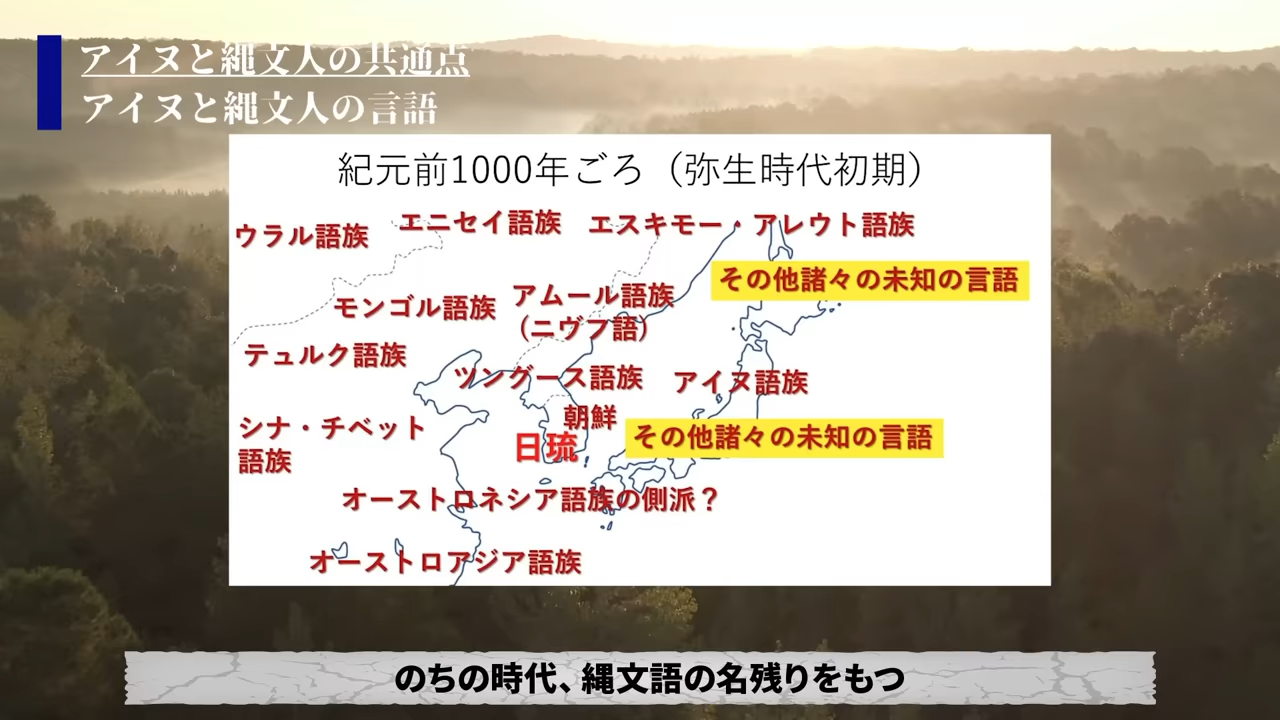 アイヌと縄文人の共通点
アイヌと縄文人の言語
紀元前1000年ごろ（弥生時代初期）
ウラル語族
エニセイ語族
エスキモー・アレウト語族
その他諸々の未知の言語
モンゴル語族
アムール語族
（ニヴフ語）
テュルク語族
ツングース語族
アイヌ語族
朝鮮
シナ・チベット
語族
日琉
その他諸々の未知の言語
オーストロネシア語族の側派？
オーストロアジア語族
のちの時代、縄文語の名残りをもつ